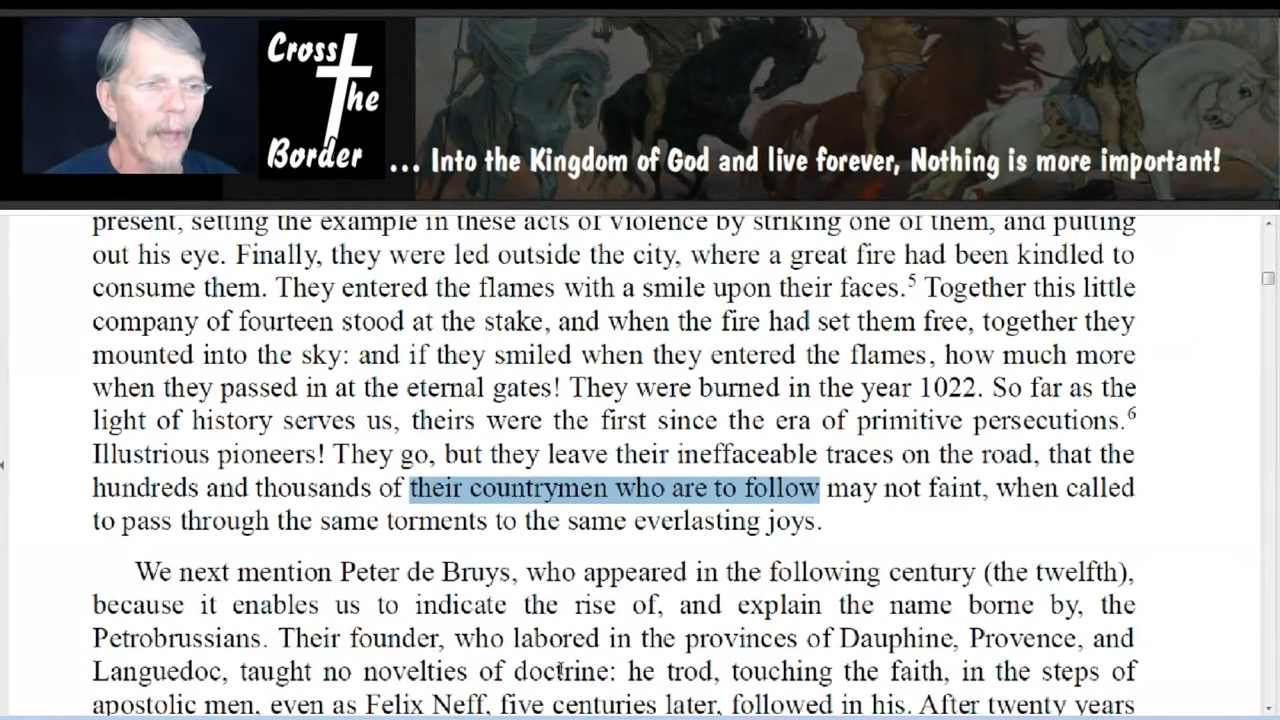 Cross
The
Border
... Into the Kingdom of God and live forever, Nothing is more important!
present, setting the example in these acts of violence by striking one of them, and putting
out his eye. Finally, they were led outside the city, where a great fire had been kindled to
consume them. They entered the flames with a smile upon their faces.5 Together this little
company of fourteen stood at the stake, and when the fire had set them free, together they
mounted into the sky: and if they smiled when they entered the flames, how much more
when they passed in at the eternal gates! They were burned in the year 1022. So far as the
light of history serves us, theirs were the first since the era of primitive persecutions.6
Illustrious pioneers! They go, but they leave their ineffaceable traces on the road, that the
hundreds and thousands of their countrymen who are to follow may not faint, when called
to pass through the same torments to the same everlasting joys.
We next mention Peter de Bruys, who appeared in the following century (the twelfth),
because it enables us to indicate the rise of, and explain the name borne by, the
Petrobrussians. Their founder, who labored in the provinces of Dauphine, Provence, and
Languedoc, taught no novelties of doctrine: he trod, touching the faith, in the steps of
apostolic men, even as Felix Neff, five centuries later, followed in his. After twenty years